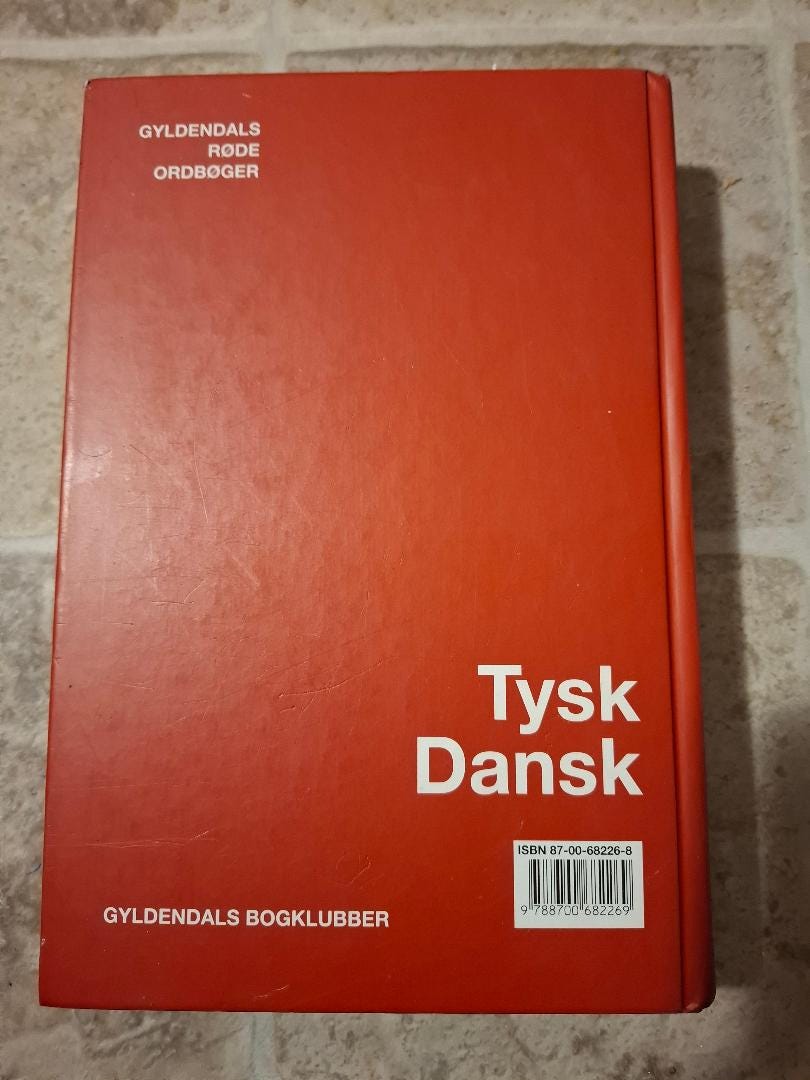 GYLDENDALS
RØDE
ORDBØGER
Tysk
Dansk
ISBN 87-00-68226-8
9 788700 682269
GYLDENDALS BOGKLUBBER